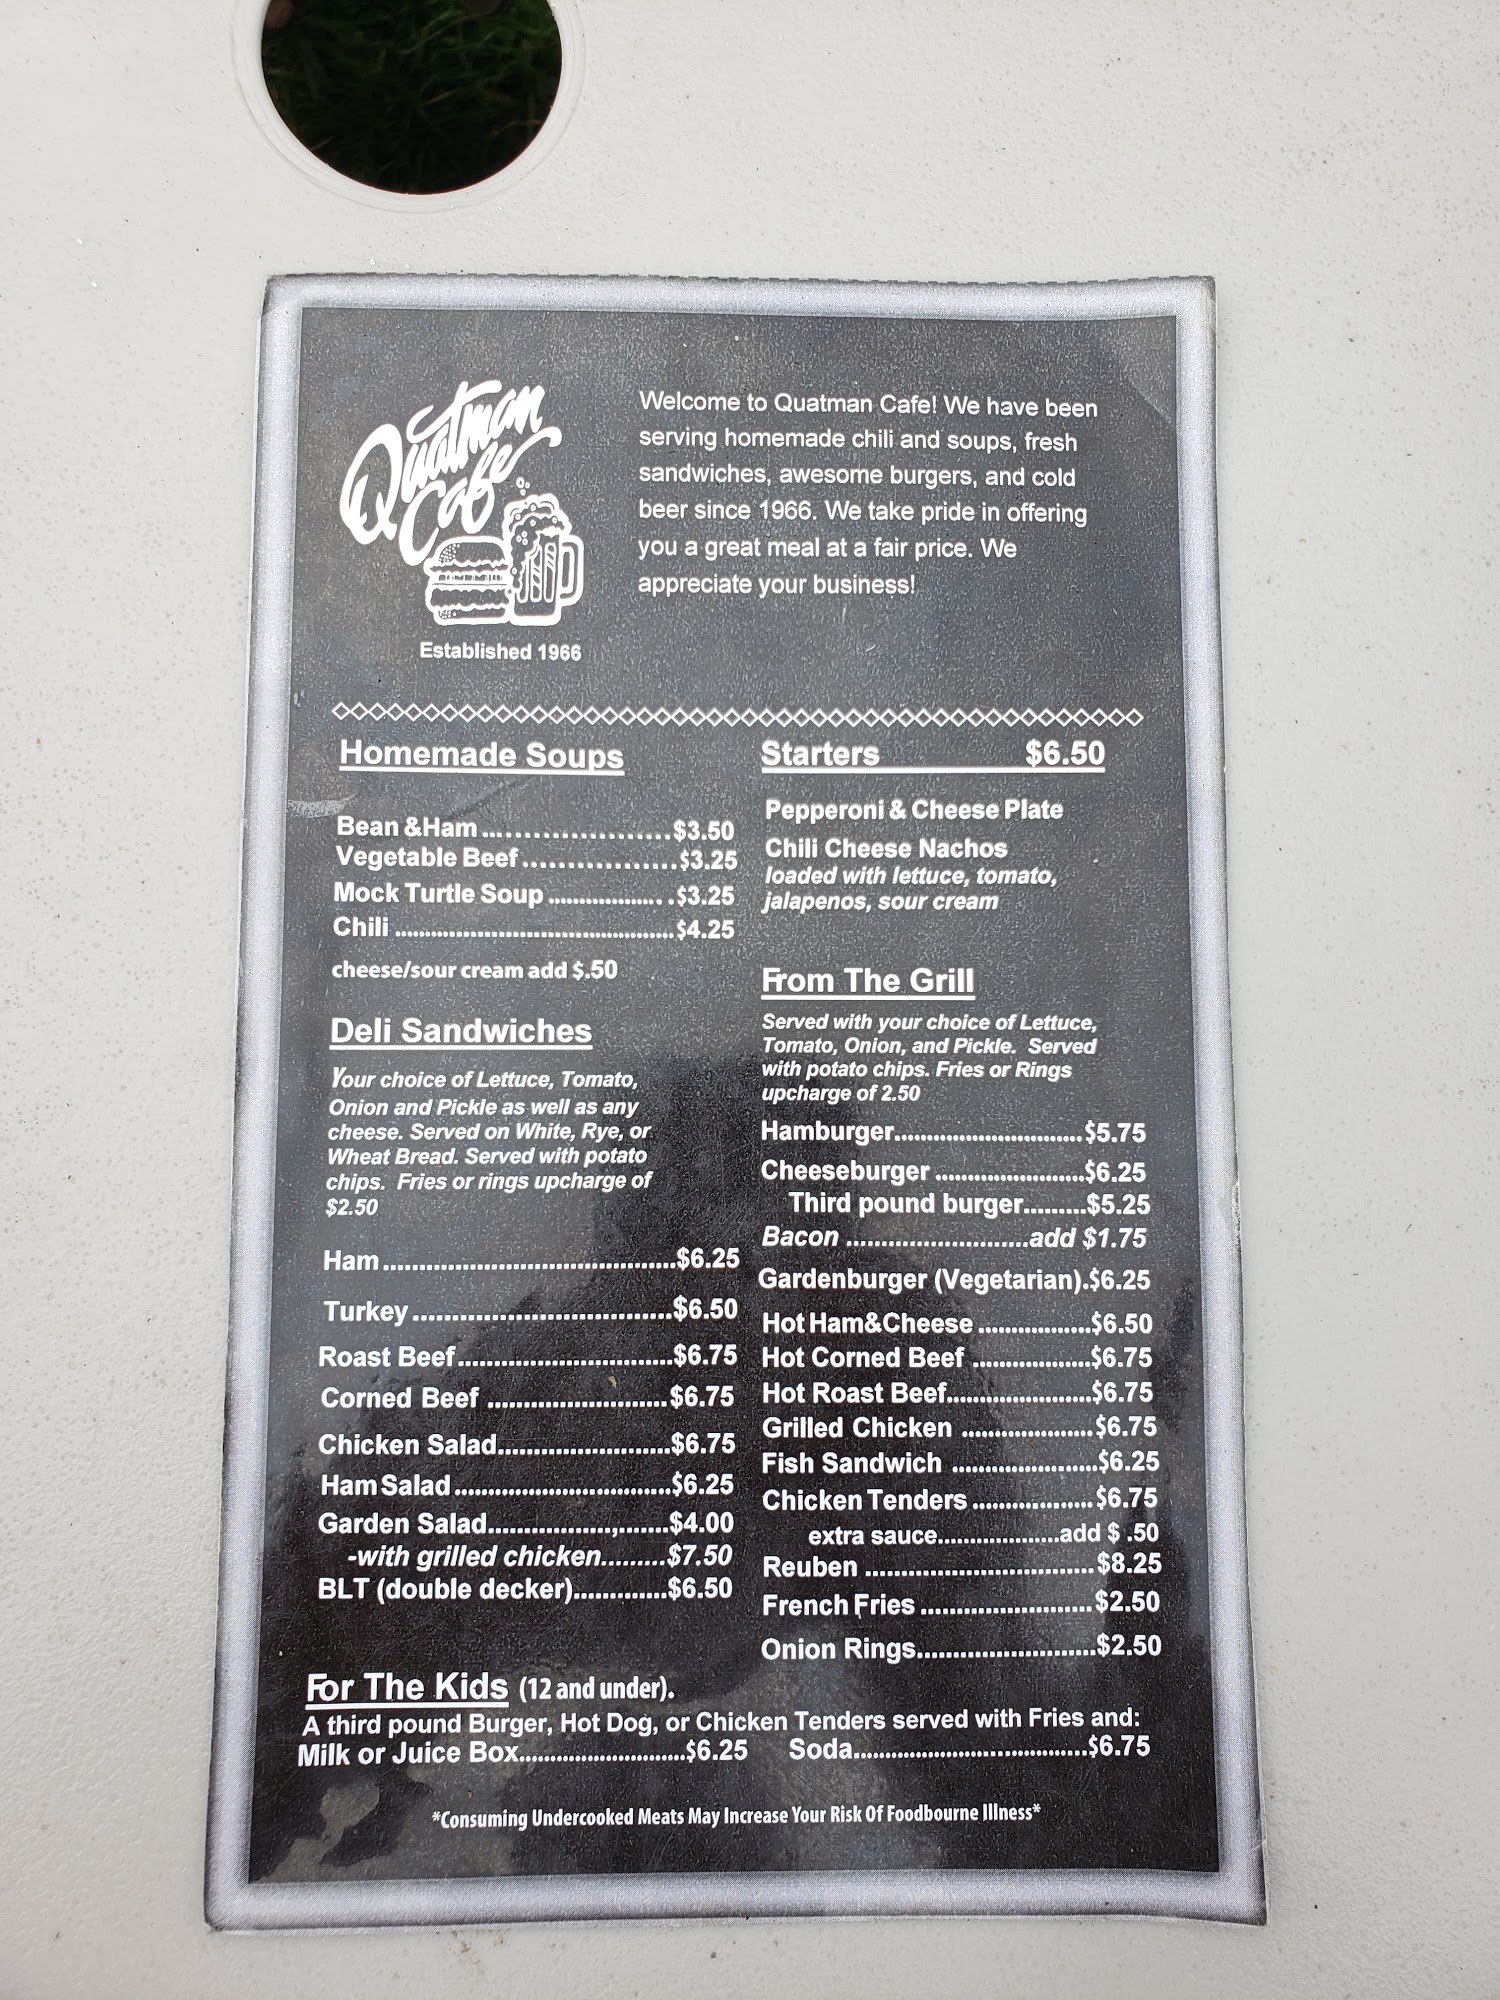 Quatman
Cafe
Established 1966
Welcome to Quatman Cafe! We have been
serving homemade chili and soups, fresh
sandwiches, awesome burgers, and cold
beer since 1966. We take pride in offering
you a great meal at a fair price. We
appreciate your business!
Homemade Soups
Bean &Ham ........................$3.50
Vegetable Beef..................$3.25
Mock Turtle Soup ....................$3.25
Chili ...........................................$4.25
cheese/sour cream add $.50
Deli Sandwiches
Your choice of Lettuce, Tomato,
Onion and Pickle as well as any
cheese. Served on White, Rye, or
Wheat Bread. Served with potato
chips. Fries or rings upcharge of
$2.50
Ham............................................$6.25
Turkey.......................................$6.50
Roast Beef................................$6.75
Corned Beef ...........................$6.75
Chicken Salad..........................$6.75
Ham Salad.................................$6.25
Garden Salad...................,.......$4.00
-with grilled chicken.........$7.50
BLT (double decker)..............$6.50
Starters $6.50
Pepperoni & Cheese Plate
Chili Cheese Nachos
loaded with lettuce, tomato,
jalapenos, sour cream
From The Grill
Served with your choice of Lettuce,
Tomato, Onion, and Pickle. Served
with potato chips. Fries or Rings
upcharge of 2.50
Hamburger.............................$5.75
Cheeseburger .......................$6.25
Third pound burger.........$5.25
Bacon ...........................add $1.75
Gardenburger (Vegetarian).$6.25
Hot Ham&Cheese .................$6.50
Hot Corned Beef ..................$6.75
Hot Roast Beef......................$6.75
Grilled Chicken ....................$6.75
Fish Sandwich ......................$6.25
Chicken Tenders ..................$6.75
extra sauce..................add $ .50
Reuben ...................................$8.25
French Fries ..........................$2.50
Onion Rings...........................$2.50
For The Kids (12 and under).
A third pound Burger, Hot Dog, or Chicken Tenders served with Fries and:
Milk or Juice Box.........................$6.25 Soda....................................$6.75
*Consuming Undercooked Meats May Increase Your Risk Of Foodbourne Illness*